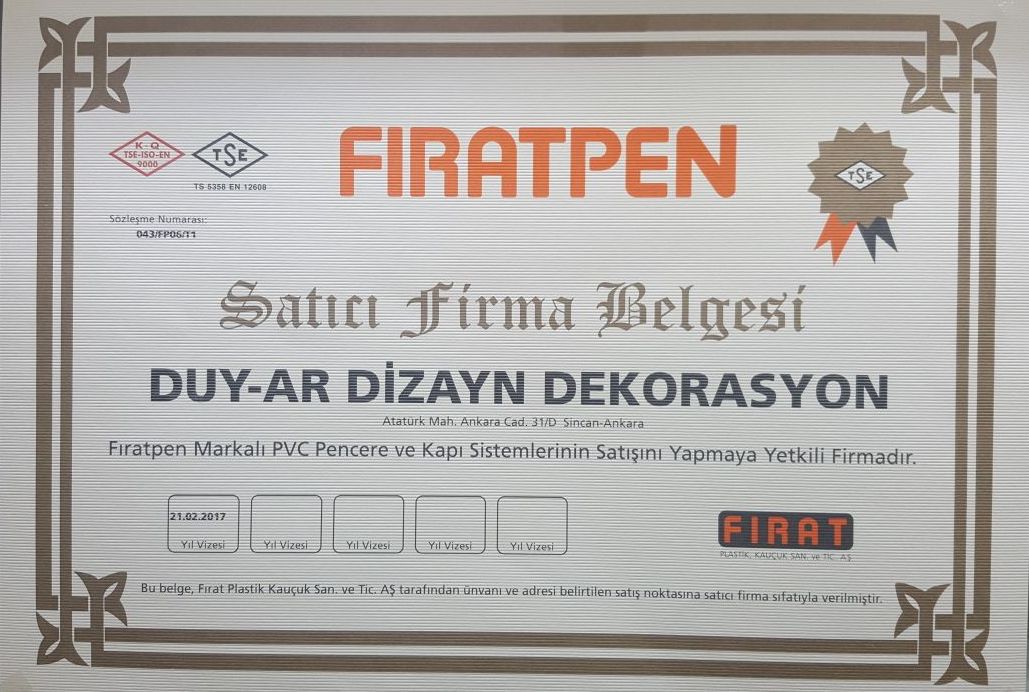 FIRATPEN
K-Q
TSE-ISO-EN
9000
TSE
TS 5358 EN 12608
TSE
Sözleşme Numarası:
043/FP06/11
Satıcı Firma Belgesi
DUY-AR DİZAYN DEKORASYON
Atatürk Mah. Ankara Cad. 31/D Sincan-Ankara
Fıratpen Markalı PVC Pencere ve Kapı Sistemlerinin Satışını Yapmaya Yetkili Firmadır.
21.02.2017
Yıl Vizesi Yıl Vizesi Yıl Vizesi Yıl Vizesi Yıl Vizesi
FIRAT
PLASTİK, KAUÇUK SAN. ve TİC. AŞ
Bu belge, Fırat Plastik Kauçuk San. ve Tic. AŞ tarafından ünvanı ve adresi belirtilen satış noktasına satıcı firma sıfatıyla verilmiştir.